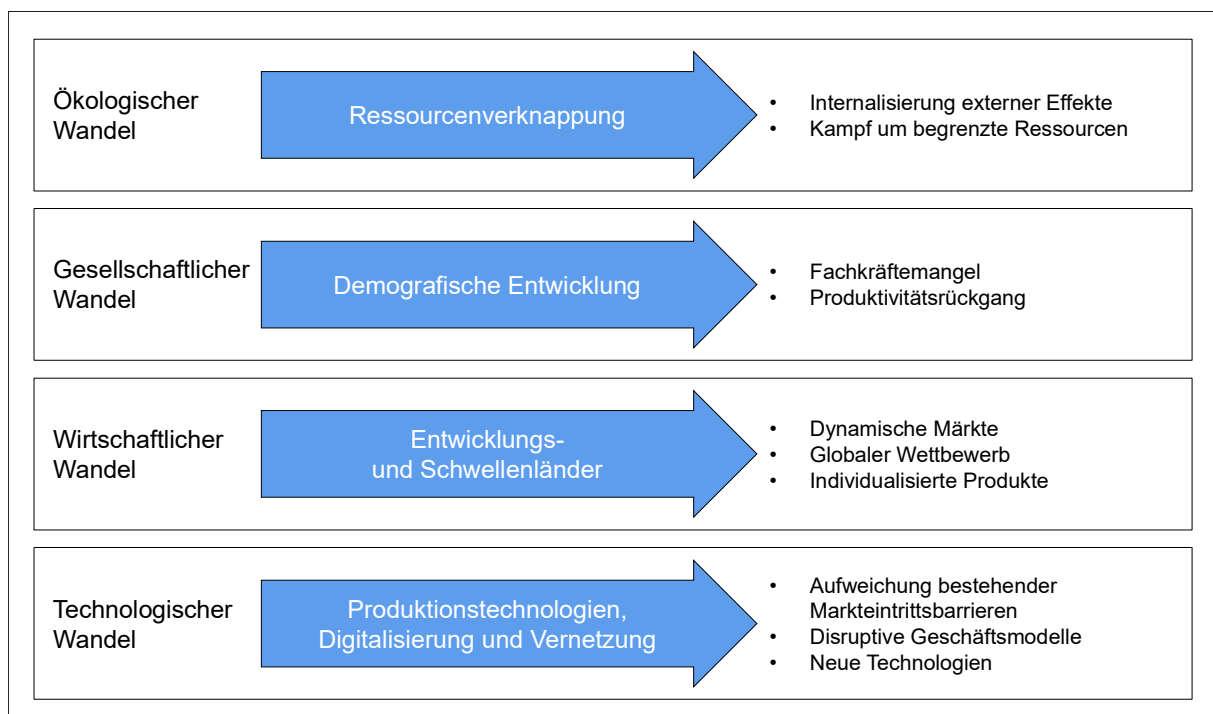 Ökologischer
Wandel
Ressourcenverknappung
• Internalisierung externer Effekte
• Kampf um begrenzte Ressourcen
Gesellschaftlicher
Wandel
Demografische Entwicklung
• Fachkräftemangel
• Produktivitätsrückgang
Wirtschaftlicher
Wandel
Entwicklungs-
und Schwellenländer
• Dynamische Märkte
• Globaler Wettbewerb
• Individualisierte Produkte
Technologischer
Wandel
Produktionstechnologien,
Digitalisierung und Vernetzung
• Aufweichung bestehender
Markteintrittsbarrieren
• Disruptive Geschäftsmodelle
• Neue Technologien